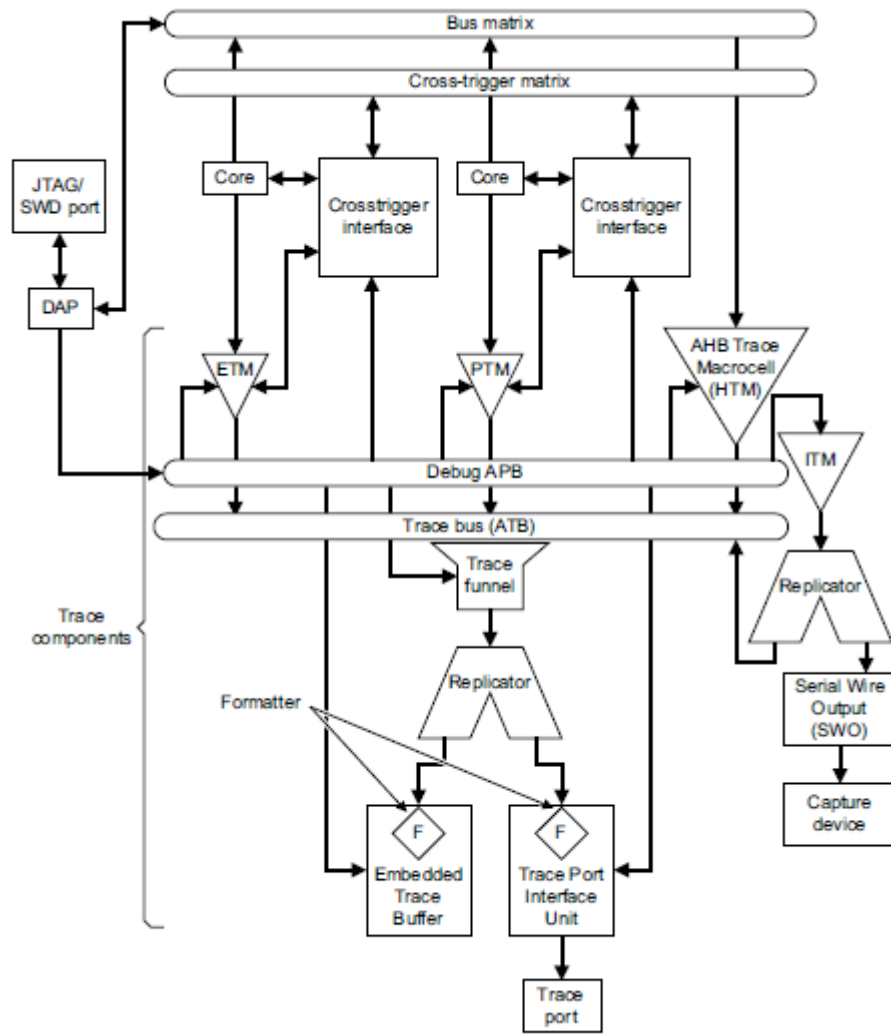 Bus matrix
Cross-trigger matrix
JTAG/
SWD port
Core
Crosstrigger
interface
Core
Crosstrigger
interface
DAP
ETM
PTM
AHB Trace
Macrocell
(HTM)
ITM
Debug APB
Trace bus (ATB)
Trace
funnel
Replicator
Trace
components
Replicator
Formatter
Serial Wire
Output
(SWO)
Capture
device
F
Embedded
Trace
Buffer
F
Trace Port
Interface
Unit
Trace
port